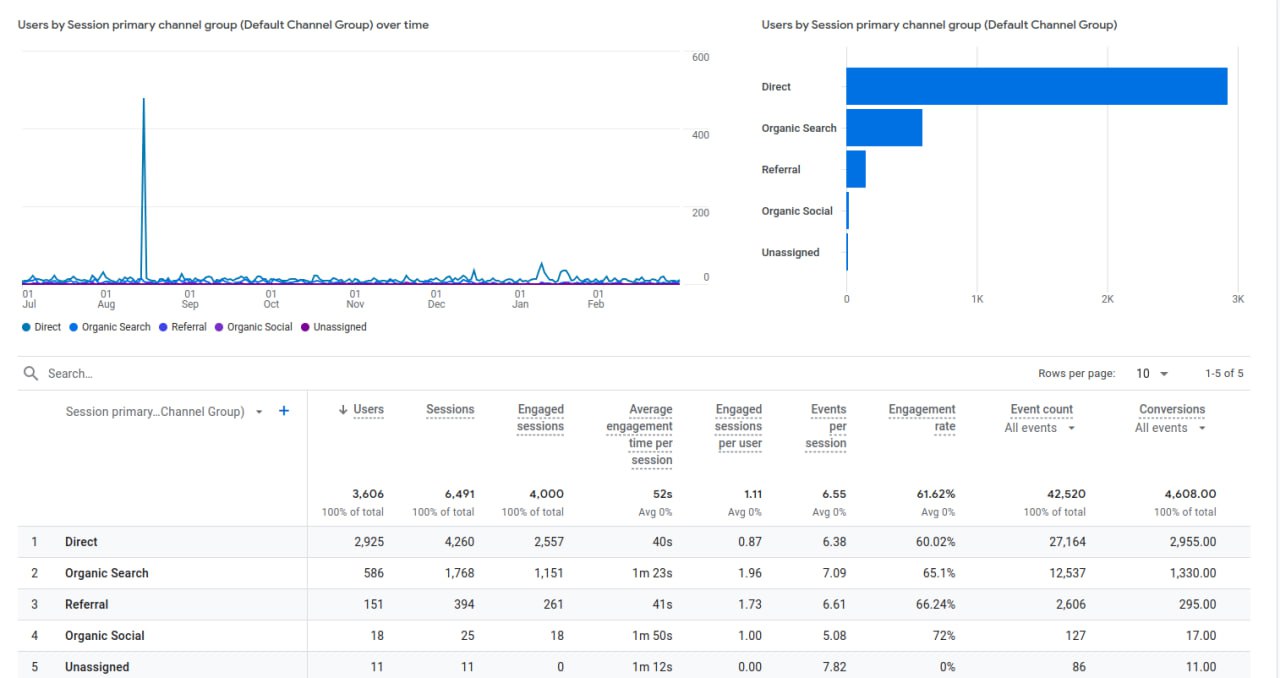 Users by Session primary channel group (Default Channel Group) over time
600
400
200
0
01 Jul
01 Aug
01 Sep
01 Oct
01 Nov
01 Dec
01 Jan
01 Feb
Direct Organic Search Referral Organic Social Unassigned
Users by Session primary channel group (Default Channel Group)
Direct
Organic Search
Referral
Organic Social
Unassigned
0 1K 2K 3K
Search...
Rows per page: 10 1-5 of 5
Session primary...Channel Group) +
↓ Users
Sessions
Engaged
sessions
Average
engagement
time per
session
Engaged
sessions
per user
Events
per
session
Engagement
rate
Event count
All events
Conversions
All events
3,606 6,491 4,000 52s 1.11 6.55 61.62% 42,520 4,608.00
100% of total 100% of total 100% of total Avg 0% Avg 0% Avg 0% Avg 0% 100% of total 100% of total
1 Direct 2,925 4,260 2,557 40s 0.87 6.38 60.02% 27,164 2,955.00
2 Organic Search 586 1,768 1,151 1m 23s 1.96 7.09 65.1% 12,537 1,330.00
3 Referral 151 394 261 41s 1.73 6.61 66.24% 2,606 295.00
4 Organic Social 18 25 18 1m 50s 1.00 5.08 72% 127 17.00
5 Unassigned 11 11 0 1m 12s 0.00 7.82 0% 86 11.00